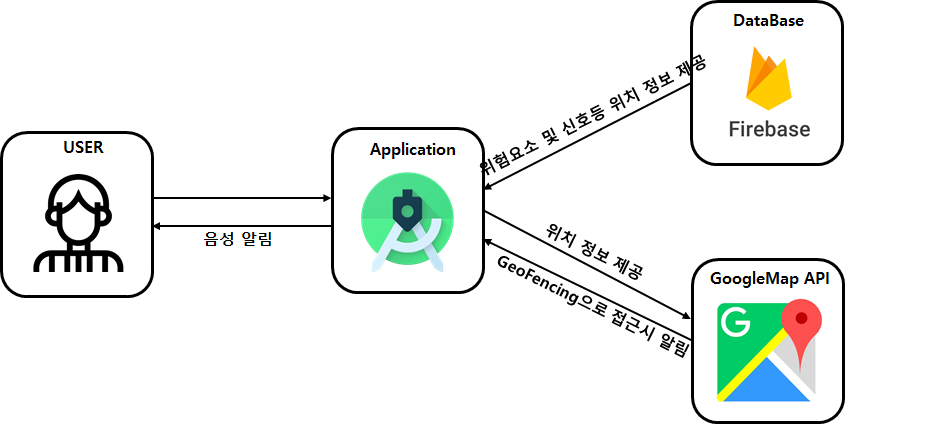 DataBase
Firebase
위험요소 및 신호등 위치 정보 제공
USER
Application
음성 알림
위치 정보 제공
GeoFencing으로 접근시 알림
GoogleMap API
G